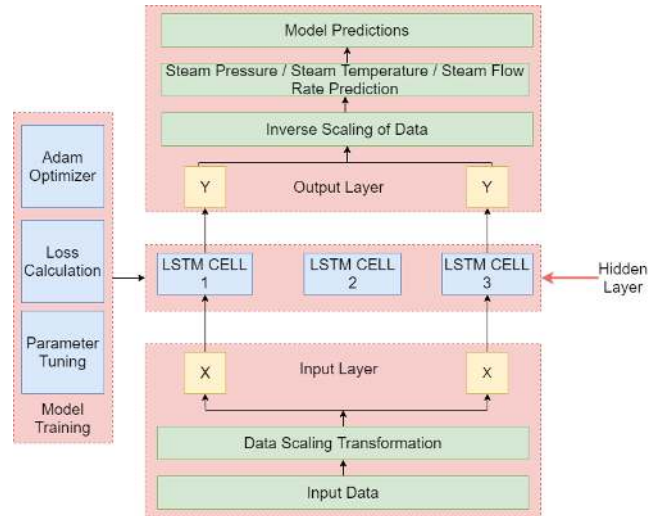 Model Predictions
Steam Pressure / Steam Temperature / Steam Flow
Rate Prediction
Inverse Scaling of Data
Y
Output Layer
Y
Adam
Optimizer
Loss
Calculation
Parameter
Tuning
Model
Training
LSTM CELL
1
LSTM CELL
2
LSTM CELL
3
Hidden
Layer
X
Input Layer
X
Data Scaling Transformation
Input Data